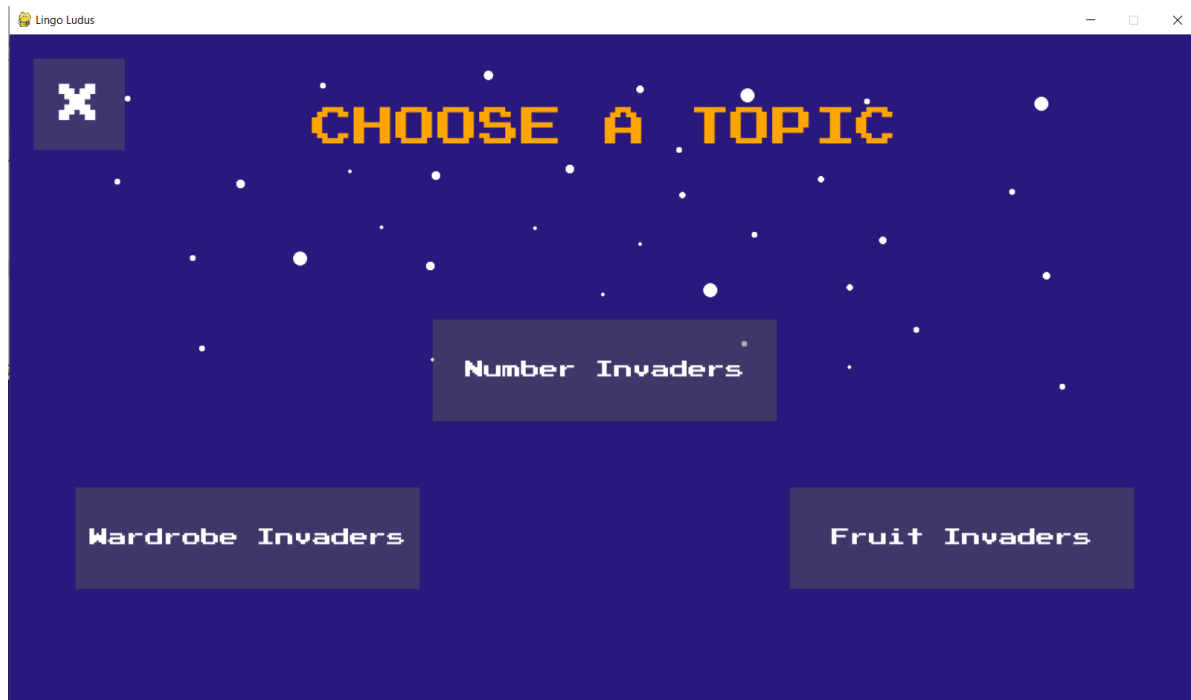 Lingo Ludus
X
CHOOSE A TOPIC
Number Invaders
Wardrobe Invaders
Fruit Invaders